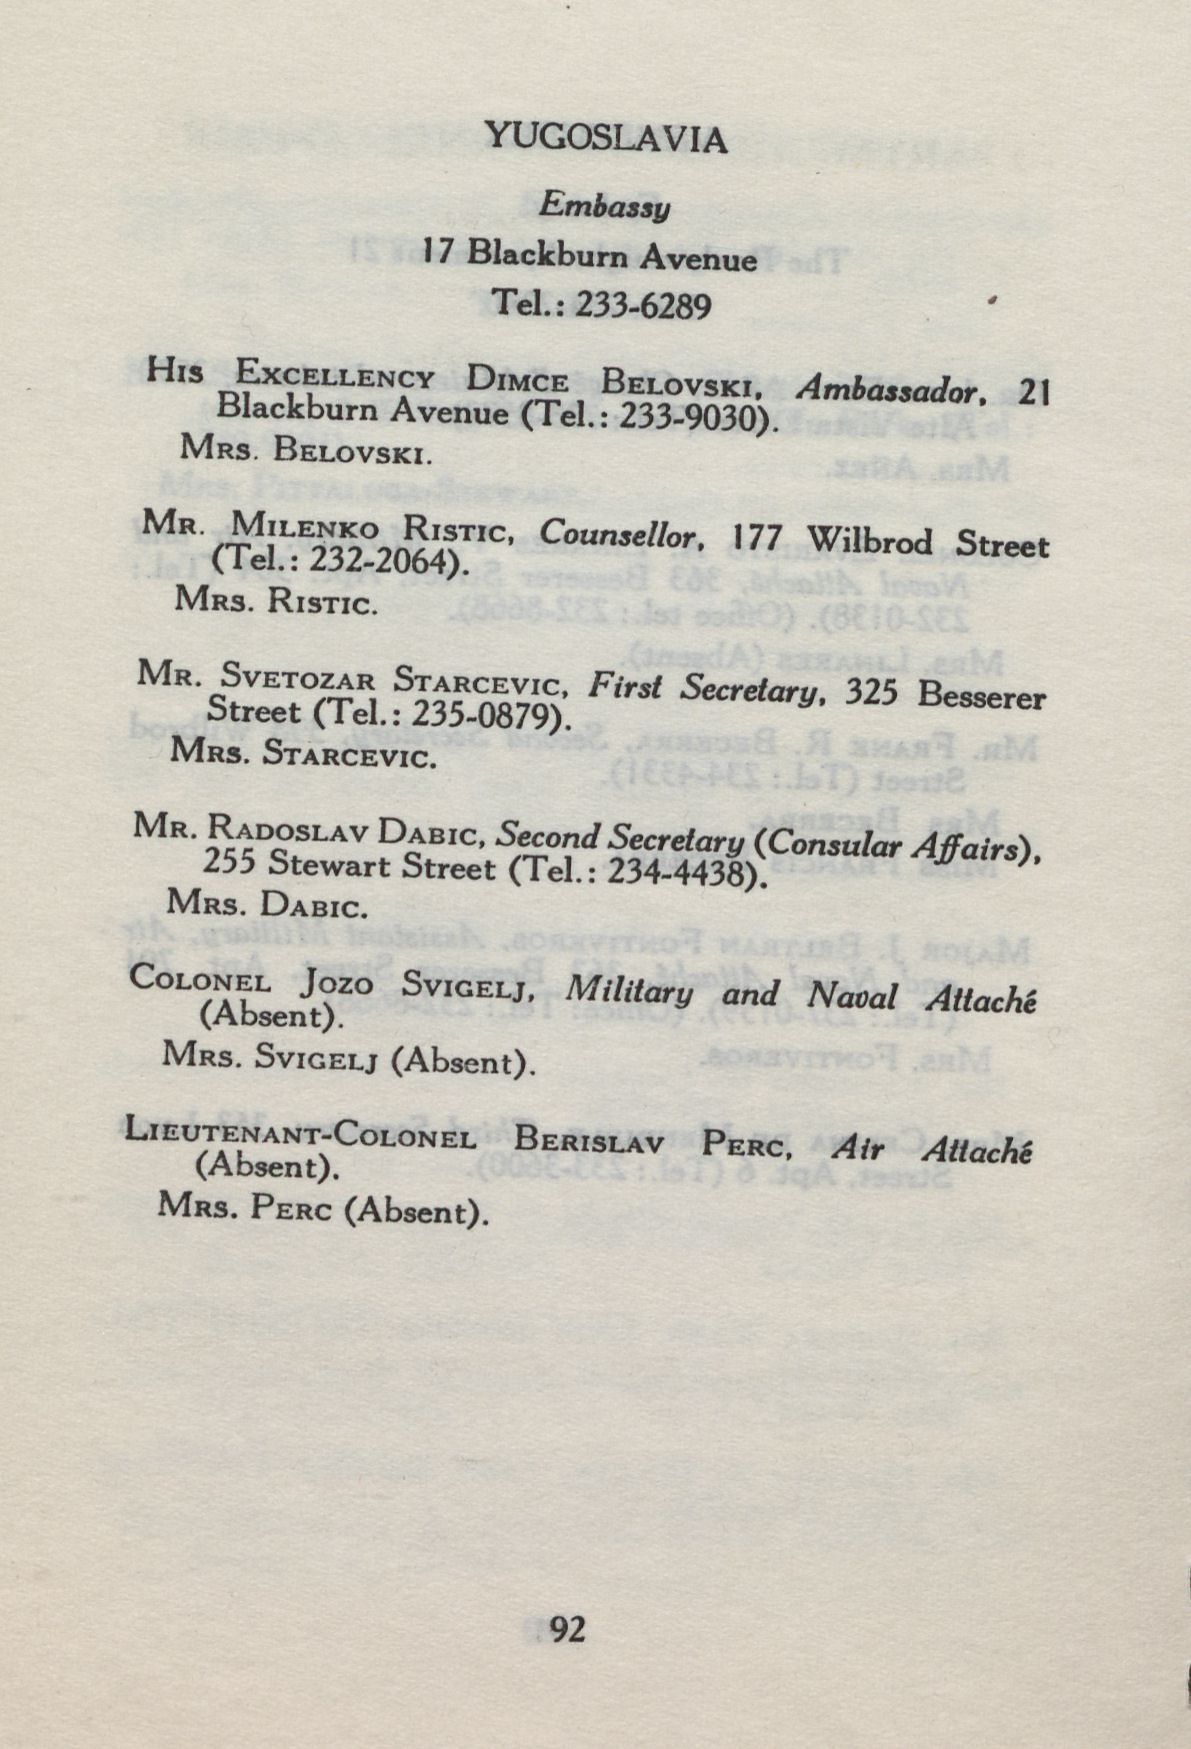 YUGOSLAVIA
Embassy
17 Blackburn Avenue
Tel.: 233-6289
HIS EXCELLENCY DIMCE BELOVSKI, Ambassador, 21
Blackburn Avenue (Tel.: 233-9030).
MRS. BELOVSKI.
MR. MILENKO RISTIC, Counsellor, 177 Wilbrod Street
(Tel.: 232-2064).
MRS. RISTIC.
MR. SVETOZAR STARCEVIC, First Secretary, 325 Besserer
Street (Tel.: 235-0879).
MRS. STARCEVIC.
MR. RADOSLAV DABIC, Second Secretary (Consular Affairs),
255 Stewart Street (Tel.: 234-4438).
MRS. DABIC.
COLONEL JOZO SVIGELJ, Military and Naval Attaché
(Absent).
MRS. SVIGELJ (Absent).
LIEUTENANT-COLONEL BERISLAV PERC, Air Attaché
(Absent).
MRS. PERC (Absent).
92